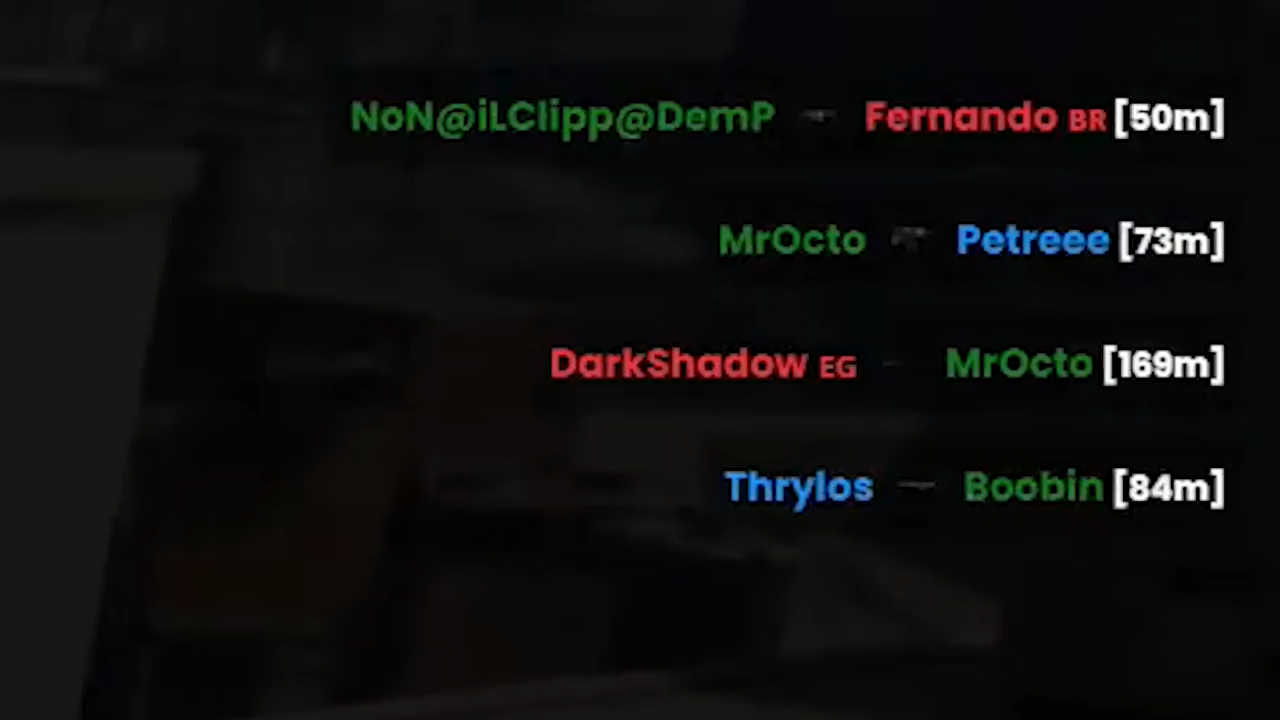 NoN@iLClipp@DemP Fernando BR [50m]
MrOcto Petreee [73m]
DarkShadow EG MrOcto [169m]
Thrylos Boobin [84m]